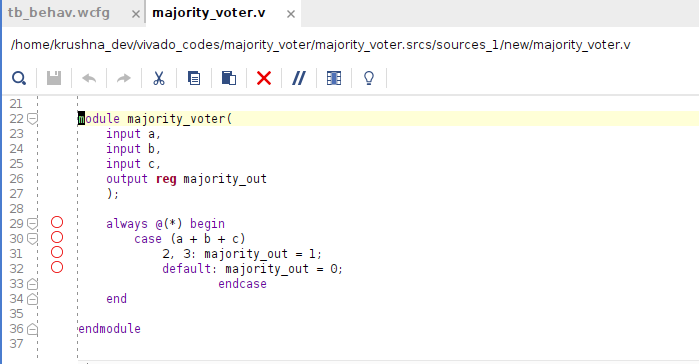 tb_behav.wcfg × majority_voter.v ×
/home/krushna_dev/vivado_codes/majority_voter/majority_voter.srcs/sources_1/new/majority_voter.v
21
22 module majority_voter(
23     input a,
24     input b,
25     input c,
26     output reg majority_out
27     );
28
29     always @(*) begin
30         case (a + b + c)
31             2, 3: majority_out = 1;
32             default: majority_out = 0;
33                     endcase
34     end
35
36 endmodule
37